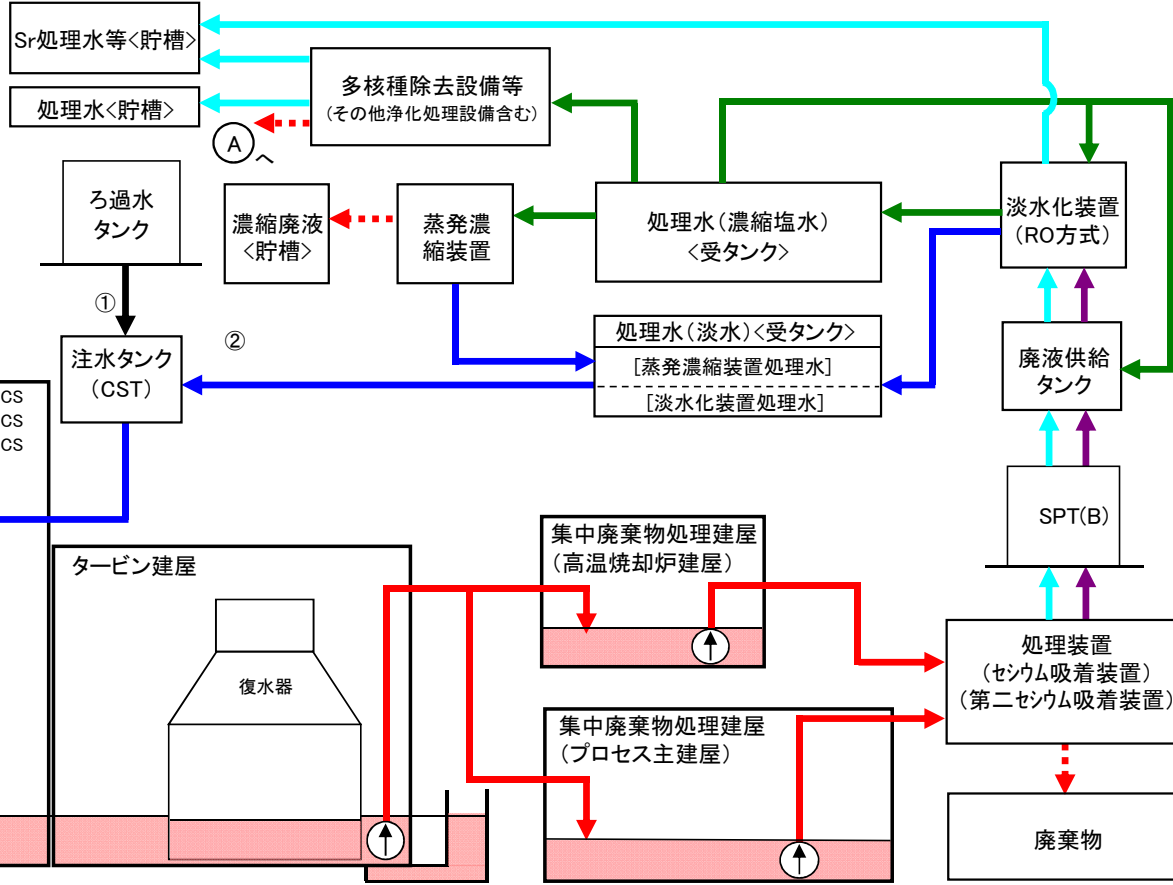 Sr処理水等<貯槽>
処理水<貯槽>
多核種除去設備等
(その他浄化処理設備含む)
A
へ
ろ過水
タンク
濃縮廃液
<貯槽>
蒸発濃
縮装置
処理水(濃縮塩水)
<受タンク>
淡水化装置
(RO方式)
①
②
注水タンク
(CST)
処理水(淡水)<受タンク>
[蒸発濃縮装置処理水]
[淡水化装置処理水]
廃液供給
タンク
CS
CS
CS
SPT(B)
タービン建屋
復水器
集中廃棄物処理建屋
(高温焼却炉建屋)
集中廃棄物処理建屋
(プロセス主建屋)
処理装置
(セシウム吸着装置)
(第二セシウム吸着装置)
廃棄物